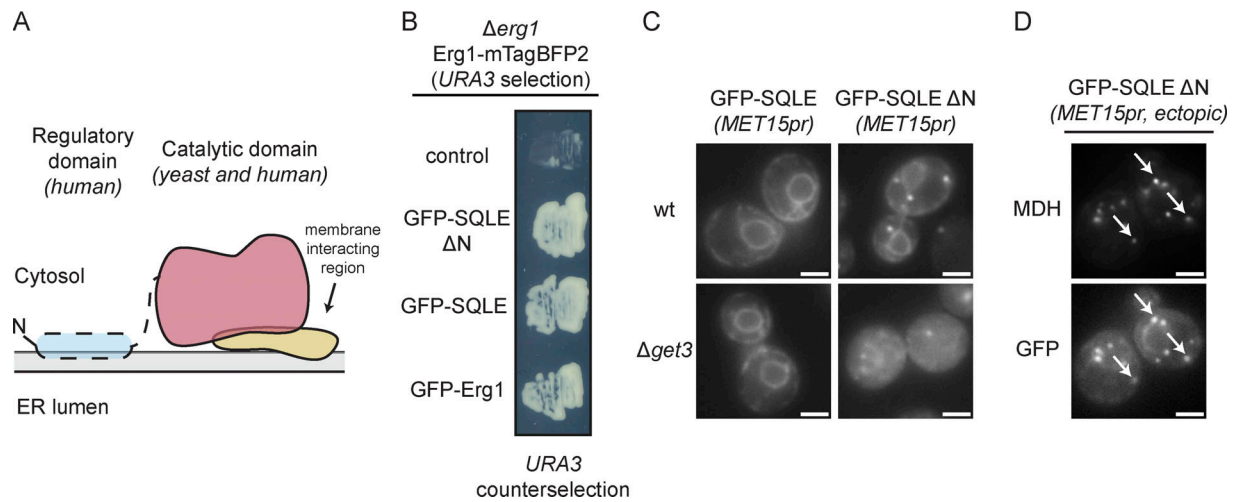 A
Regulatory
domain
(human)
Catalytic domain
(yeast and human)
membrane
interacting
region
Cytosol
N
ER lumen
B
Δerg1
Erg1-mTagBFP2
(URA3 selection)
control
GFP-SQLE
ΔN
GFP-SQLE
GFP-Erg1
URA3
counterselection
C
GFP-SQLE
(MET15pr)
GFP-SQLE ΔN
(MET15pr)
wt
Δget3
D
GFP-SQLE ΔN
(MET15pr, ectopic)
MDH
GFP